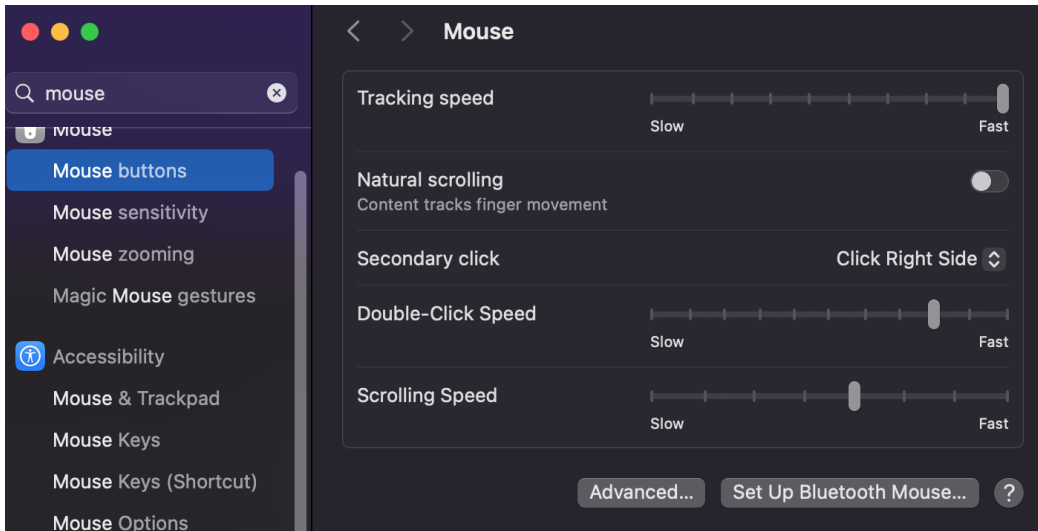 mouse
Mouse
Mouse buttons
Mouse sensitivity
Mouse zooming
Magic Mouse gestures
Accessibility
Mouse & Trackpad
Mouse Keys
Mouse Keys (Shortcut)
Mouse Options
Mouse
Tracking speed
Slow Fast
Natural scrolling
Content tracks finger movement
Secondary click Click Right Side
Double-Click Speed
Slow Fast
Scrolling Speed
Slow Fast
Advanced... Set Up Bluetooth Mouse... ?